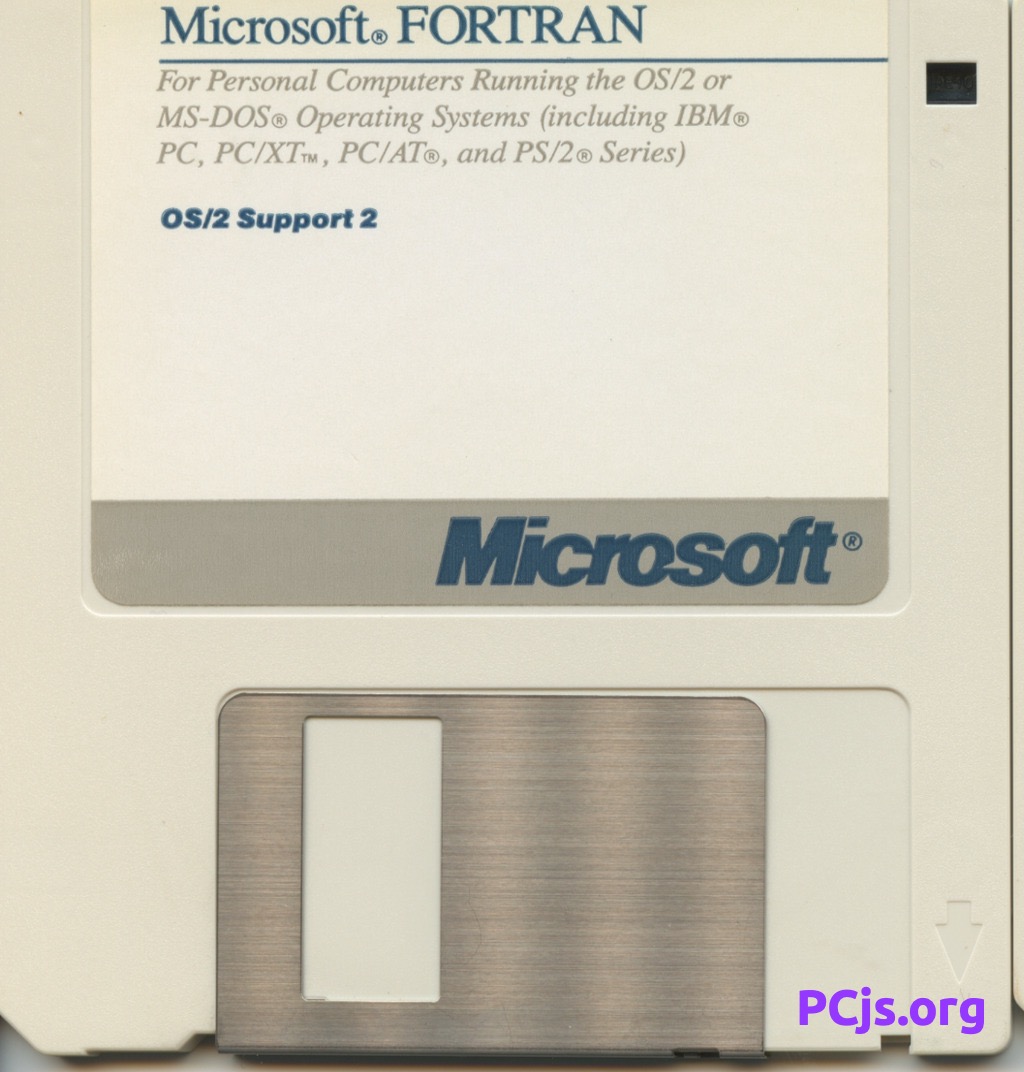 Microsoft® FORTRAN
For Personal Computers Running the OS/2 or
MS-DOS® Operating Systems (including IBM®
PC, PC/XT™, PC/AT®, and PS/2® Series)
OS/2 Support 2
Microsoft®
PCjs.org